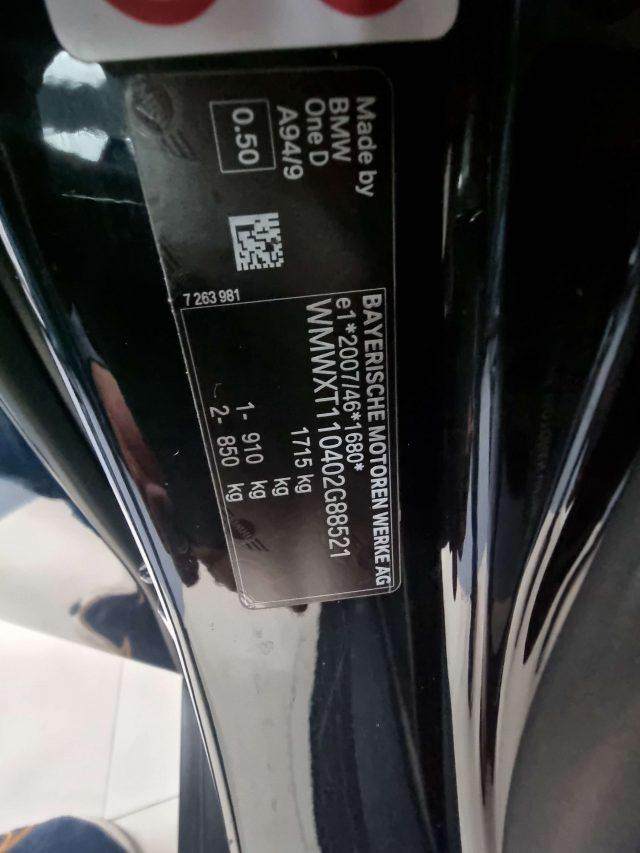 Made by
BMW
One D
A94/9
0.50
7 263 981
BAYERISCHE MOTOREN WERKE AG
e1*2007/46*1680*
WMWXT110402G88521
1715 kg
kg
1- 910 kg
2- 850 kg